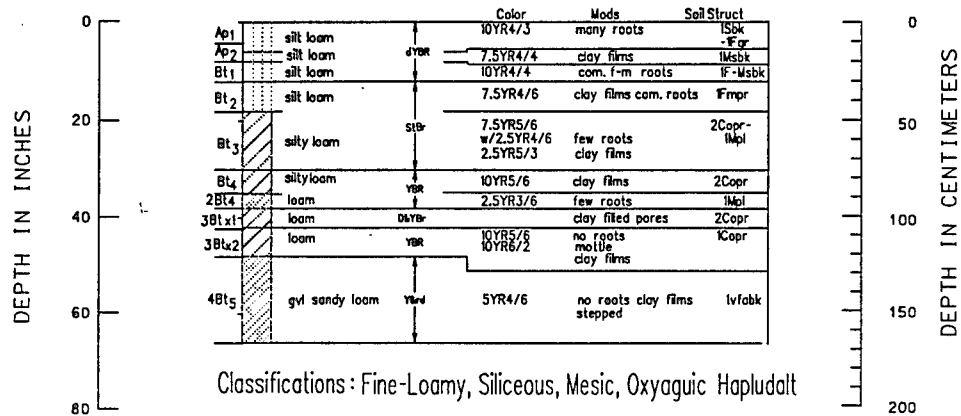 Color Mods Soil Struct
0 0
Ap1 silt loam 10YR4/3 many roots 1Sbk
-1Fgr
dYBR
Ap2 silt loam 7.5YR4/4 clay films 1Msbk
Bt1 silt loam 10YR4/4 com. f-m roots 1F-Msbk
Bt2 silt loam 7.5YR4/6 clay films com. roots 1Fmpr
StBr
20 50
7.5YR5/6 2Copr-
Bt3 silty loam w/2.5YR4/6 few roots 1Mpl
2.5YR5/3 clay films
Bt4 silty loam YBR 10YR5/6 clay films 2Copr
2Bt4 loam 2.5YR3/6 few roots 1Mpl
40 100
3Btx1 loam DkYBr clay filled pores 2Copr
3Btx2 loam YBR 10YR5/6 no roots 1Copr
10YR6/2 mottle
clay films
4Bt5 gvl sandy loam YBrd 5YR4/6 no roots clay films 1vfabk
stepped
60 150
80 200
DEPTH IN INCHES
DEPTH IN CENTIMETERS
Classifications: Fine-Loamy, Siliceous, Mesic, Oxyaguic Hapludalt